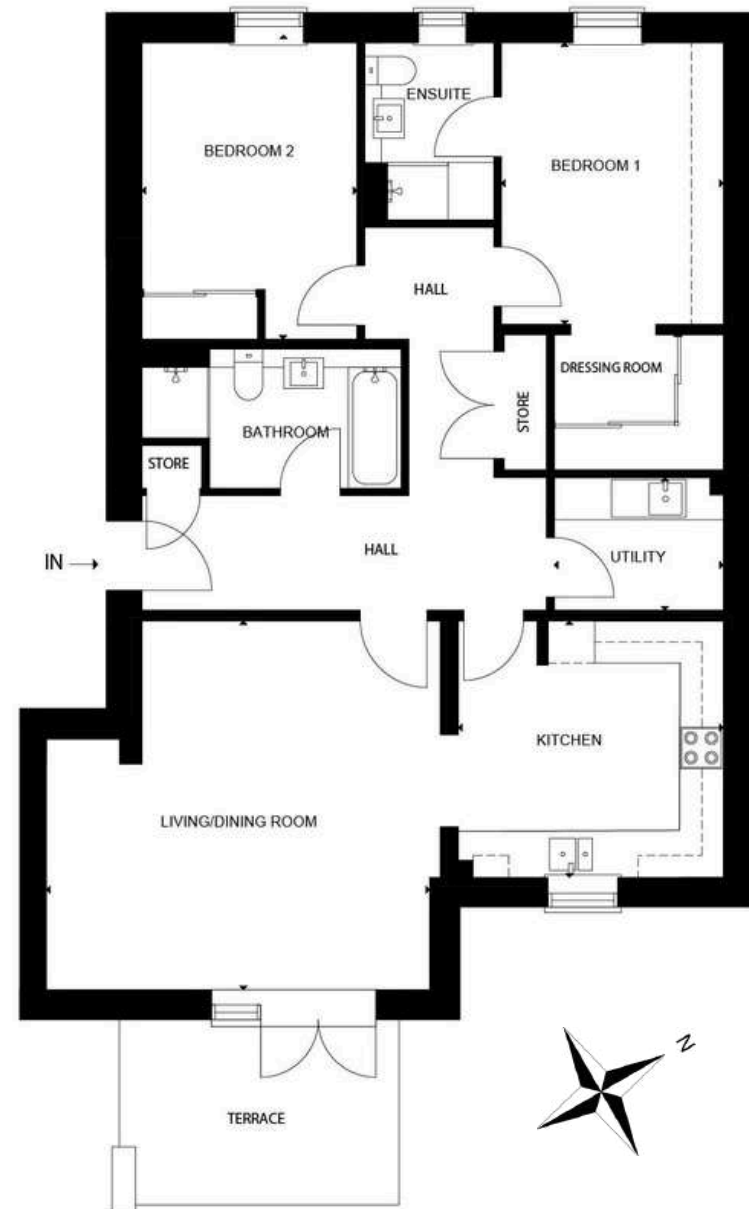 ENSUITE
BEDROOM 2
BEDROOM 1
HALL
DRESSING ROOM
STORE
BATHROOM
STORE
IN
HALL
UTILITY
KITCHEN
LIVING/DINING ROOM
N
TERRACE